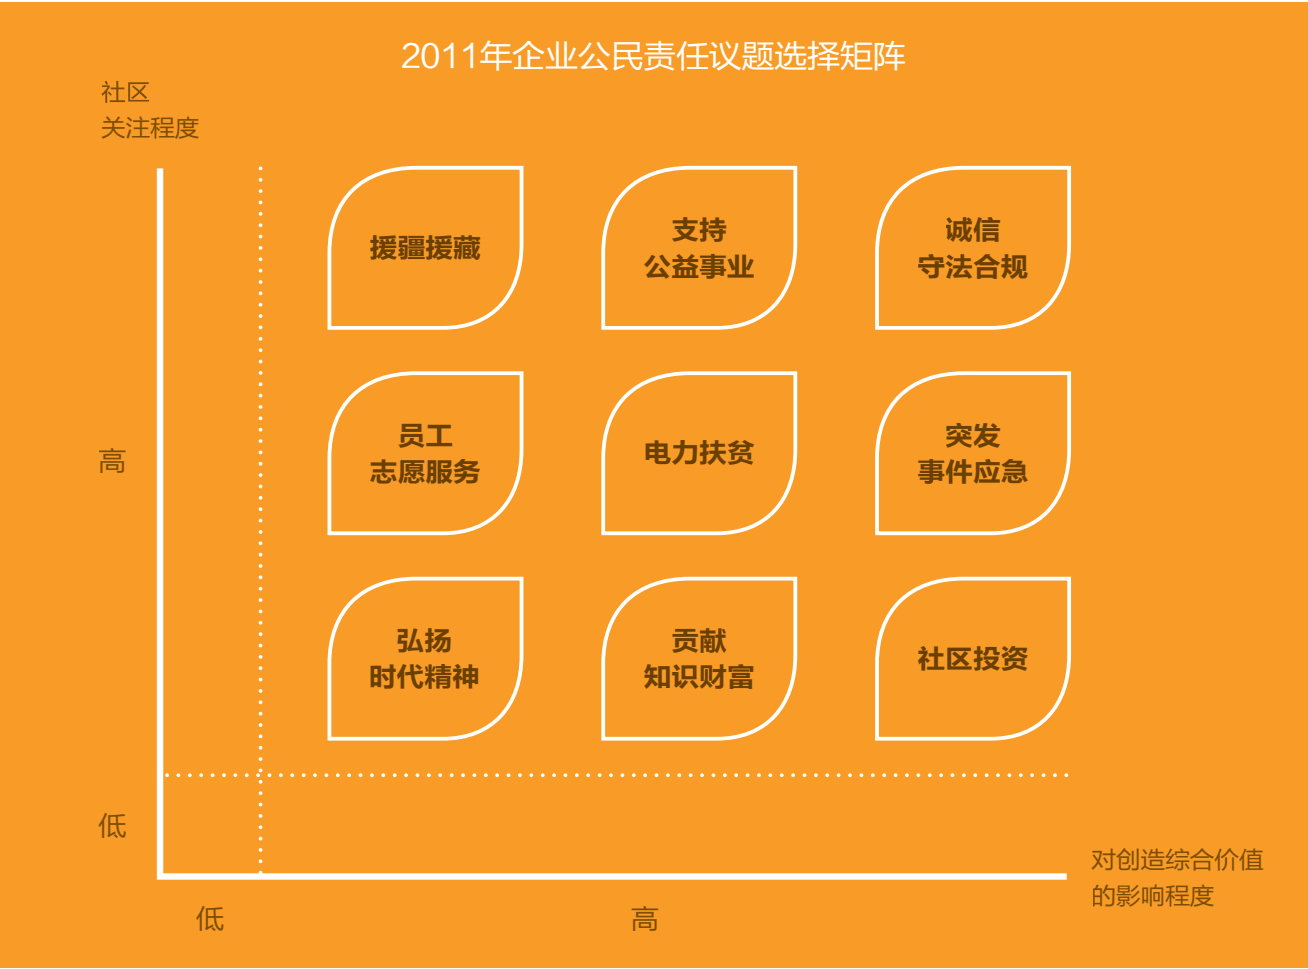 2011年企业公民责任议题选择矩阵
社区
关注程度
援疆援藏
支持
公益事业
诚信
守法合规
高
员工
志愿服务
电力扶贫
突发
事件应急
弘扬
时代精神
贡献
知识财富
社区投资
低
对创造综合价值
的影响程度
低
高